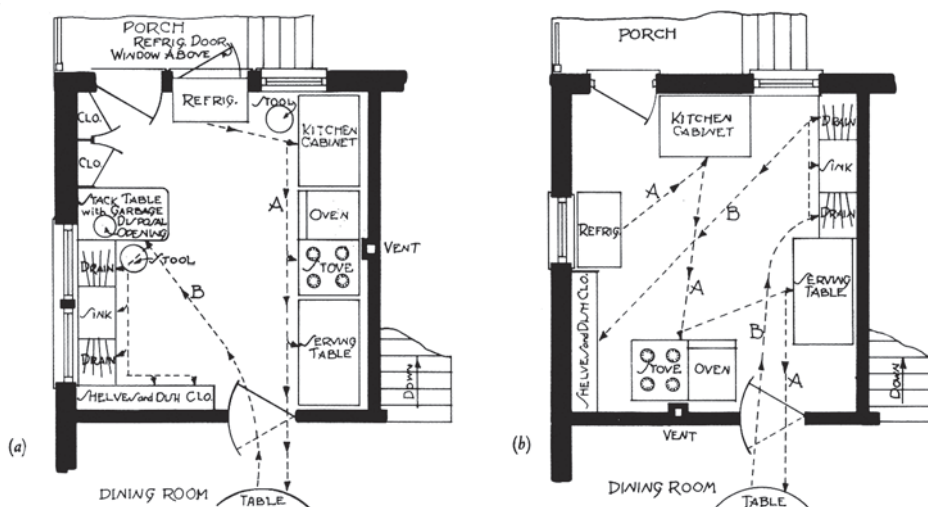 PORCH
REFRIG. DOOR
WINDOW ABOVE
REFRIG.
STOOL
CLO.
CLO.
KITCHEN
CABINET
STACK TABLE
with GARBAGE
DISPOSAL
OPENING
A
OVEN
VENT
STOOL
DRAIN
STOVE
B
SINK
DRAIN
SERVING
TABLE
SHELVES and DISH CLO.
DOWN
(a)
DINING ROOM
TABLE
PORCH
KITCHEN
CABINET
DRAIN
SINK
A
B
DRAIN
REFRIG.
SERVING
TABLE
A
SHELVES and DISH CLO.
B
STOVE
OVEN
A
DOWN
(b)
VENT
DINING ROOM
TABLE